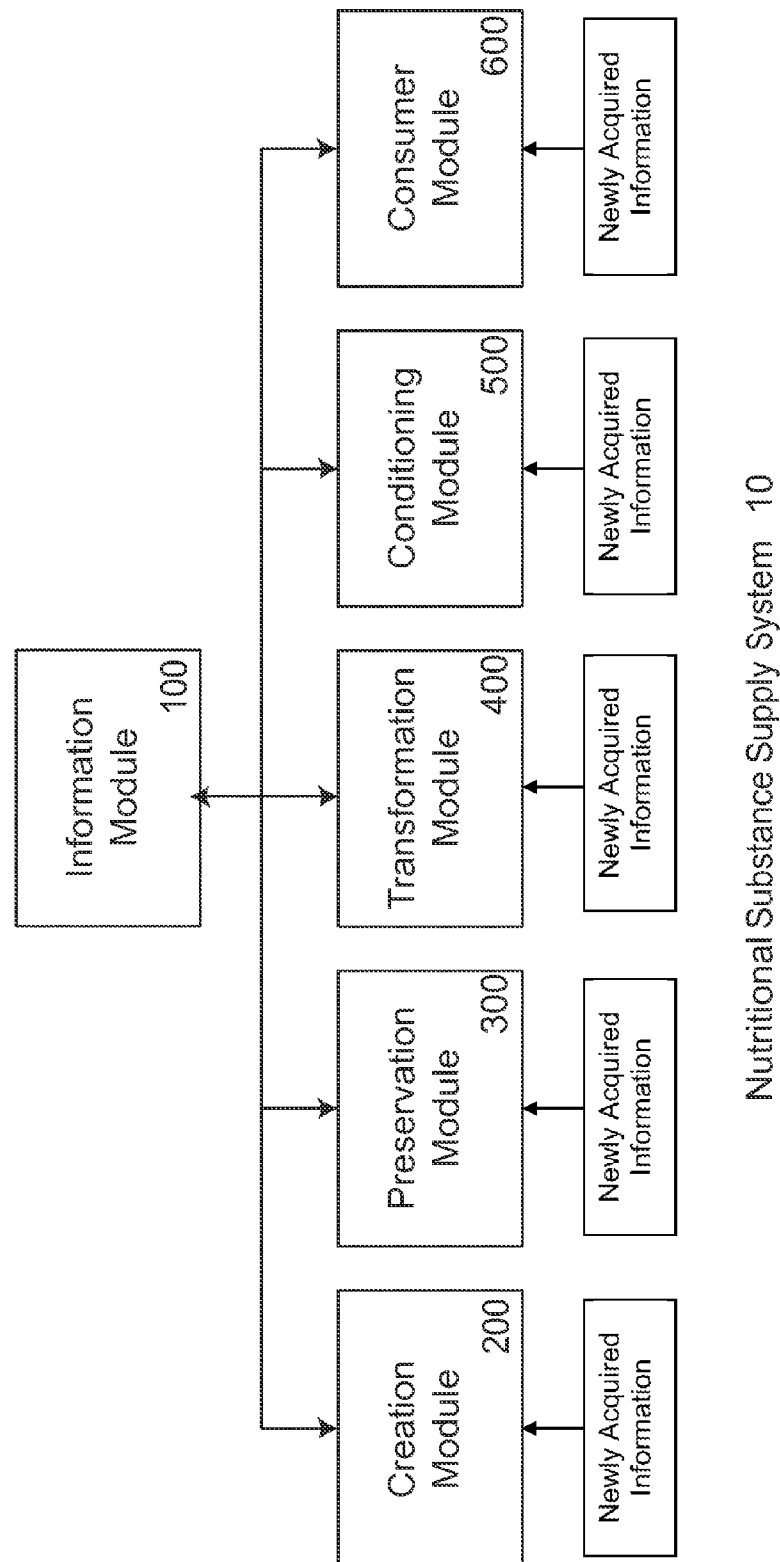 Information
Module
100
Creation
Module
200
Preservation
Module
300
Transformation
Module
400
Conditioning
Module
500
Consumer
Module
600
Newly Acquired
Information
Newly Acquired
Information
Newly Acquired
Information
Newly Acquired
Information
Newly Acquired
Information
Nutritional Substance Supply System 10